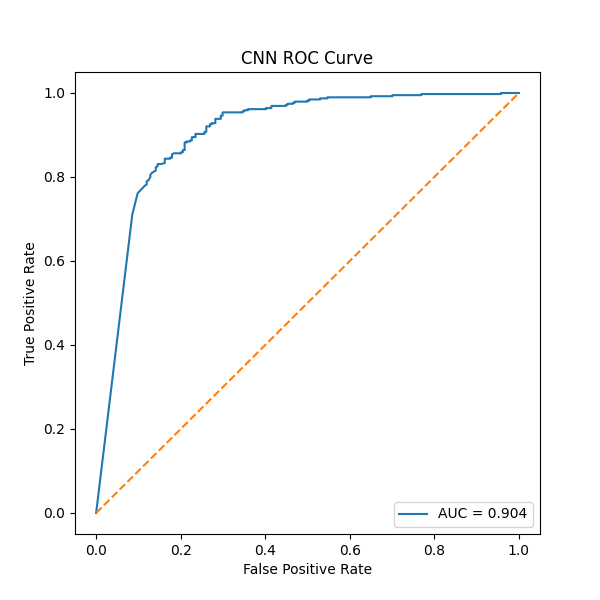 CNN ROC Curve
True Positive Rate
1.0
0.8
0.6
0.4
0.2
0.0
AUC = 0.904
0.0 0.2 0.4 0.6 0.8 1.0
False Positive Rate